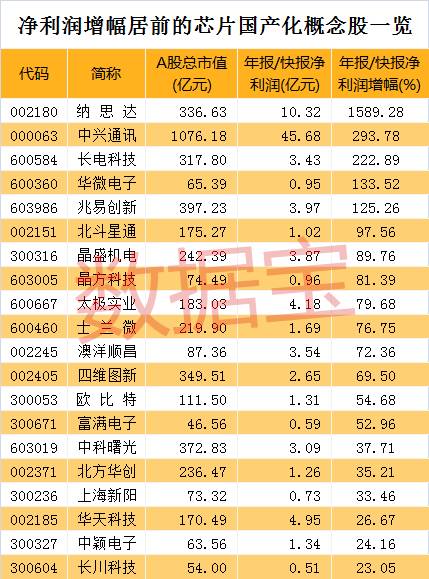 净利润增幅居前的芯片国产化概念股一览
代码 简称 A股总市值(亿元) 年报/快报净利润(亿元) 年报/快报净利润增幅(%)
002180 纳思达 336.63 10.32 1589.28
000063 中兴通讯 1076.18 45.68 293.78
600584 长电科技 317.80 3.43 222.89
600360 华微电子 65.39 0.95 133.52
603986 兆易创新 397.23 3.97 125.26
002151 北斗星通 175.27 1.02 97.56
300316 晶盛机电 242.39 3.87 89.76
603005 晶方科技 74.49 0.96 81.39
600667 太极实业 183.03 4.18 79.68
600460 士兰微 219.90 1.69 76.75
002245 澳洋顺昌 87.36 3.54 72.36
002405 四维图新 349.51 2.65 69.50
300053 欧比特 111.50 1.31 54.68
300671 富满电子 46.56 0.59 52.96
603019 中科曙光 372.83 3.09 37.71
002371 北方华创 236.47 1.26 35.21
300236 上海新阳 73.32 0.73 33.46
002185 华天科技 170.49 4.95 26.67
300327 中颖电子 63.56 1.34 24.16
300604 长川科技 54.00 0.51 23.05
数据宝